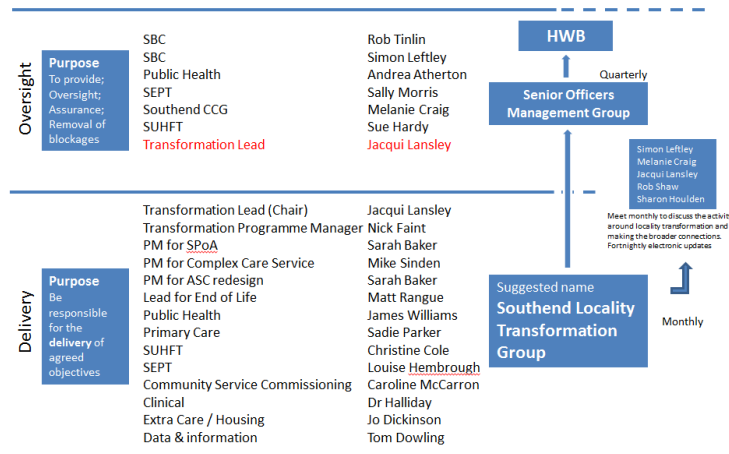 Oversight
Purpose
To provide;
Oversight;
Assurance;
Removal of
blockages
SBC Rob Tinlin
SBC Simon Leftley
Public Health Andrea Atherton
SEPT Sally Morris
Southend CCG Melanie Craig
SUHFT Sue Hardy
Transformation Lead Jacqui Lansley
HWB
Quarterly
Senior Officers
Management Group
Simon Leftley
Melanie Craig
Jacqui Lansley
Rob Shaw
Sharon Houlden
Meet monthly to discuss the activit
around locality transformation and
making the broader connections.
Fortnightly electronic updates
Delivery
Purpose
Be
responsible
for the
delivery of
agreed
objectives
Transformation Lead (Chair) Jacqui Lansley
Transformation Programme Manager Nick Faint
PM for SPoA Sarah Baker
PM for Complex Care Service Mike Sinden
PM for ASC redesign Sarah Baker
Lead for End of Life Matt Rangue
Public Health James Williams
Primary Care Sadie Parker
SUHFT Christine Cole
SEPT Louise Hembrough
Community Service Commissioning Caroline McCarron
Clinical Dr Halliday
Extra Care / Housing Jo Dickinson
Data & information Tom Dowling
Suggested name
Southend Locality
Transformation
Group
Monthly